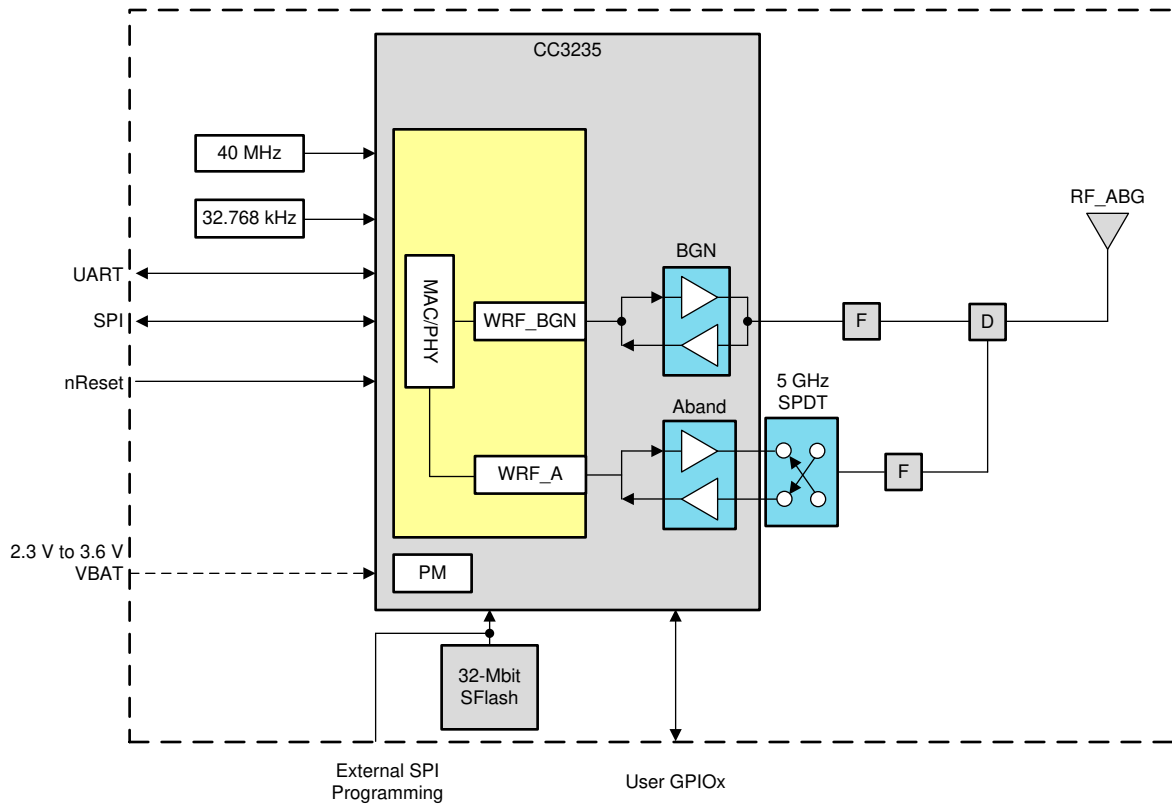 CC3235
40 MHz
32.768 kHz
RF_ABG
UART
BGN
MAC/PHY
SPI
WRF_BGN
F
D
nReset
5 GHz
SPDT
Aband
WRF_A
F
2.3 V to 3.6 V
VBAT
PM
32-Mbit
SFlash
External SPI
Programming
User GPIOx